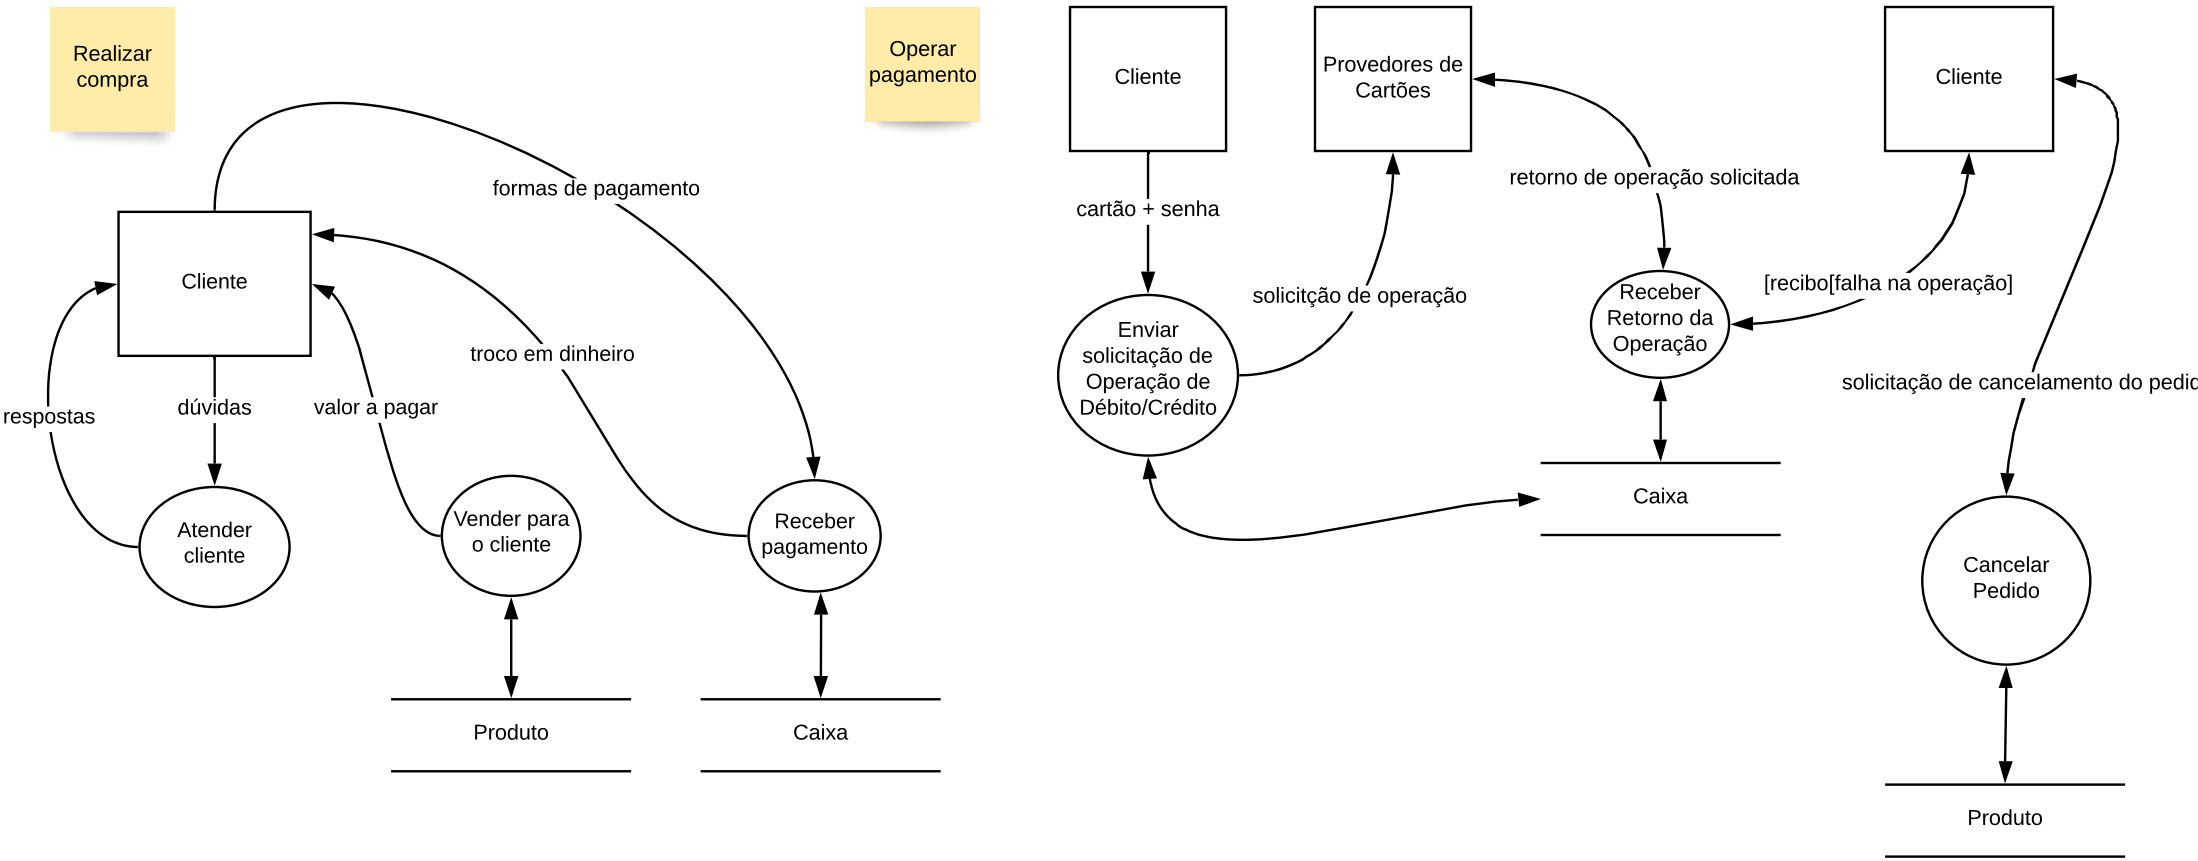 Realizar
compra
Operar
pagamento
formas de pagamento
Cliente
troco em dinheiro
respostas
dúvidas
valor a pagar
Atender
cliente
Vender para
o cliente
Receber
pagamento
Produto
Caixa
Cliente
Provedores de
Cartões
Cliente
retorno de operação solicitada
cartão + senha
solicitção de operação
[recibo[falha na operação]
Receber
Retorno da
Operação
Enviar
solicitação de
Operação de
Débito/Crédito
solicitação de cancelamento do pedid
Caixa
Cancelar
Pedido
Produto